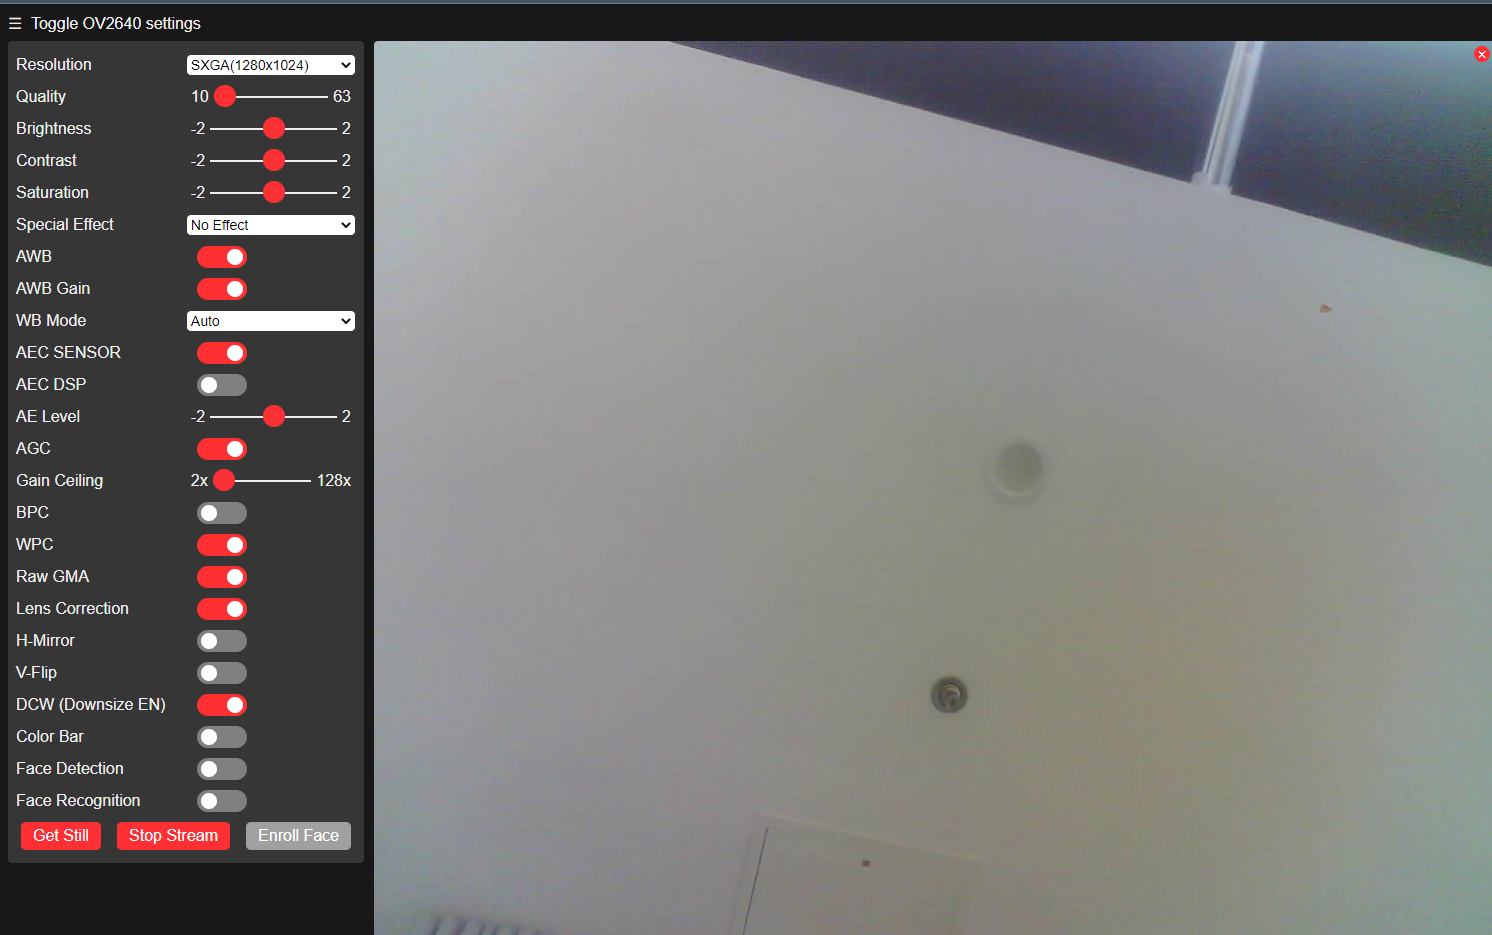 ☰ Toggle OV2640 settings
Resolution SXGA(1280x1024)
Quality 10 63
Brightness -2 2
Contrast -2 2
Saturation -2 2
Special Effect No Effect
AWB
AWB Gain
WB Mode Auto
AEC SENSOR
AEC DSP
AE Level -2 2
AGC
Gain Ceiling 2x 128x
BPC
WPC
Raw GMA
Lens Correction
H-Mirror
V-Flip
DCW (Downsize EN)
Color Bar
Face Detection
Face Recognition
Get Still Stop Stream Enroll Face